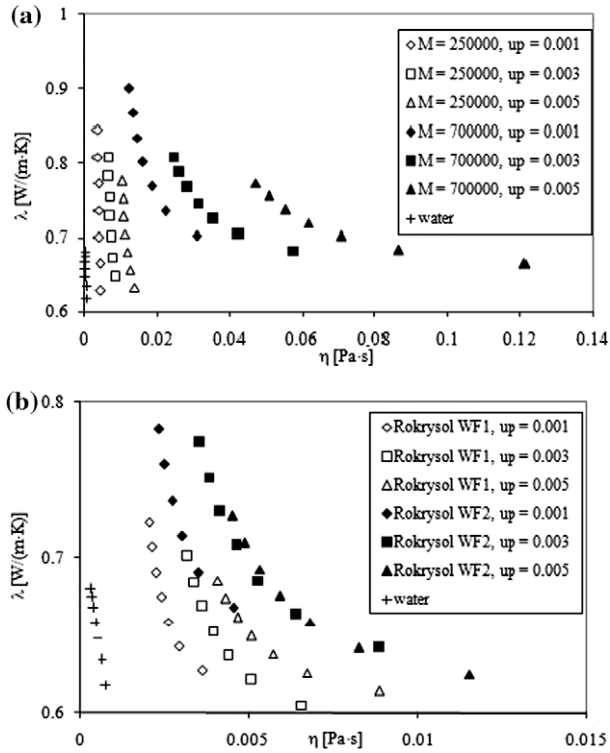 (a)
1
0.9
0.8
0.7
0.6
λ [W/(m·K)]
0
0.02
0.04
0.06
0.08
0.1
0.12
0.14
η [Pa·s]
M = 250000, up = 0.001
M = 250000, up = 0.003
M = 250000, up = 0.005
M = 700000, up = 0.001
M = 700000, up = 0.003
M = 700000, up = 0.005
water
(b)
0.8
0.7
0.6
λ [W/(m·K)]
0
0.005
0.01
0.015
η [Pa·s]
Rokrysol WF1, up = 0.001
Rokrysol WF1, up = 0.003
Rokrysol WF1, up = 0.005
Rokrysol WF2, up = 0.001
Rokrysol WF2, up = 0.003
Rokrysol WF2, up = 0.005
water